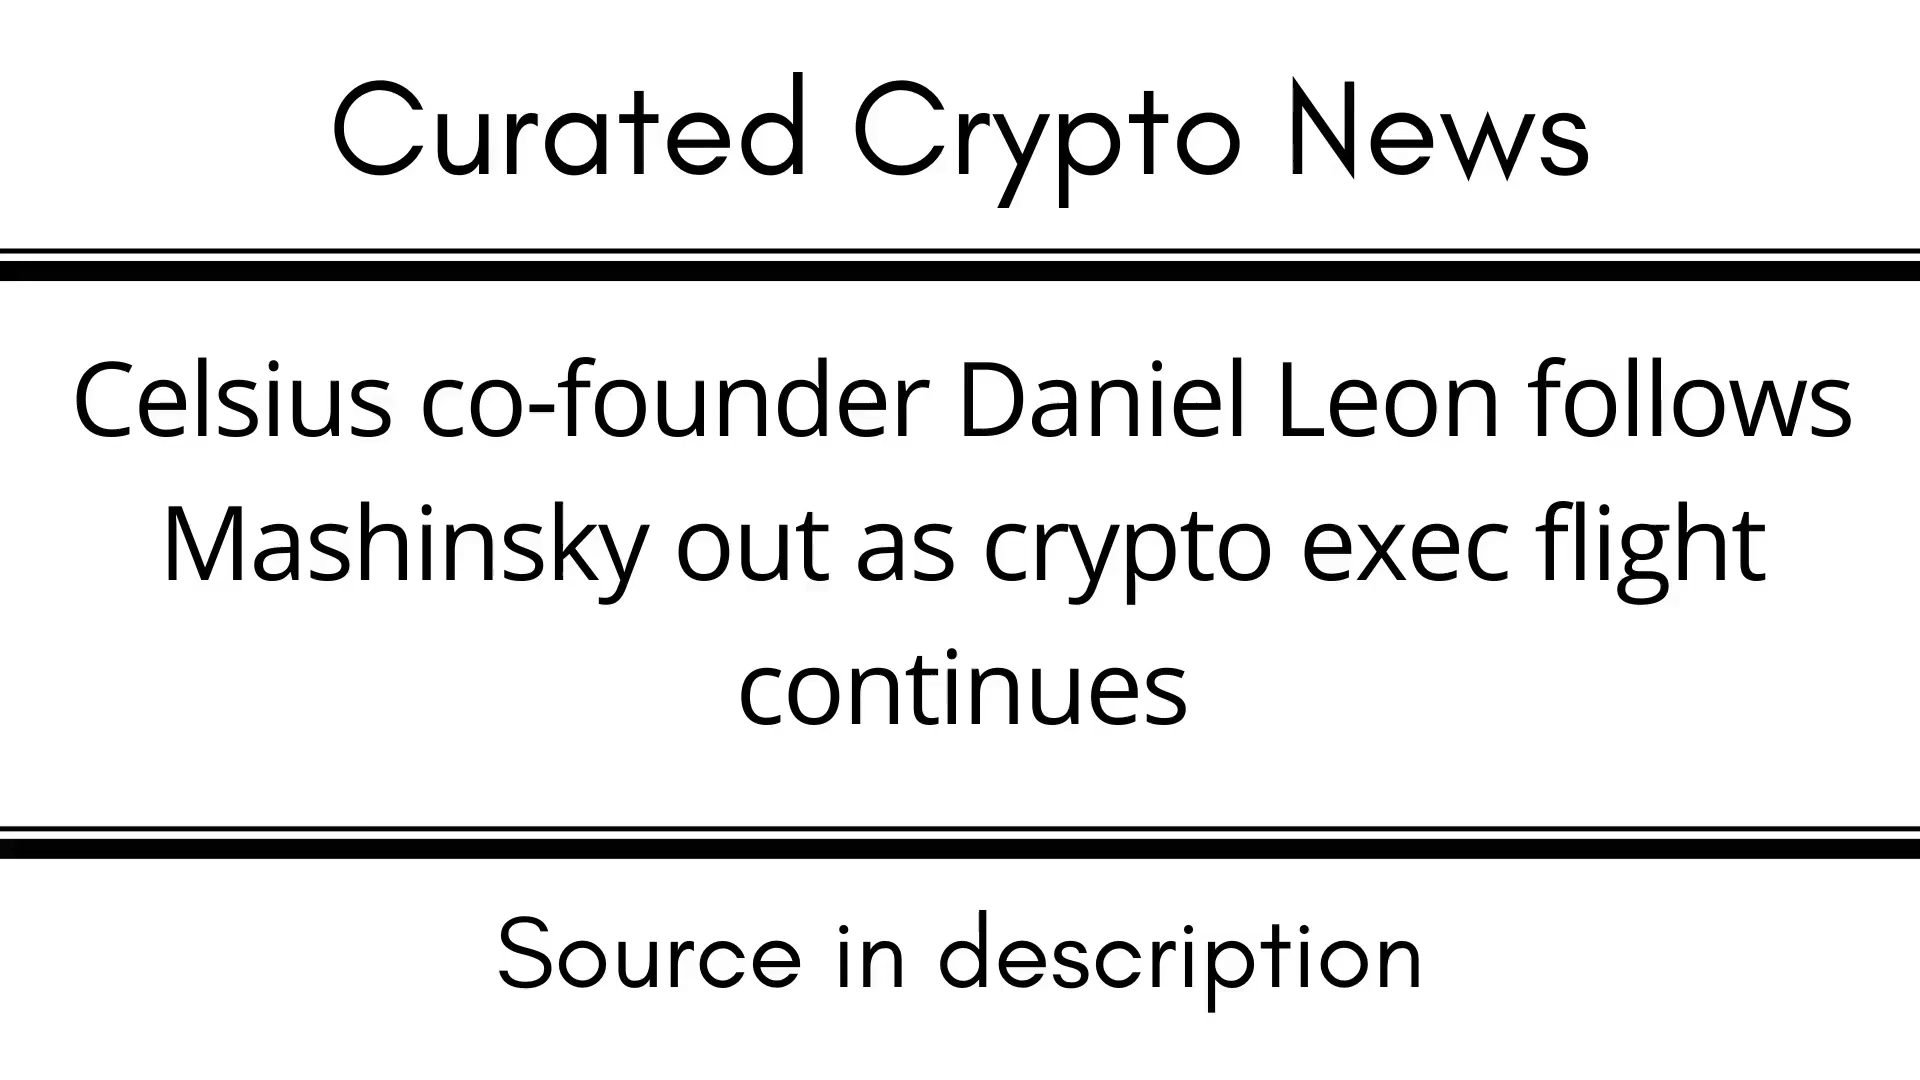 Curated Crypto News
Celsius co-founder Daniel Leon follows
Mashinsky out as crypto exec flight
continues
Source in description